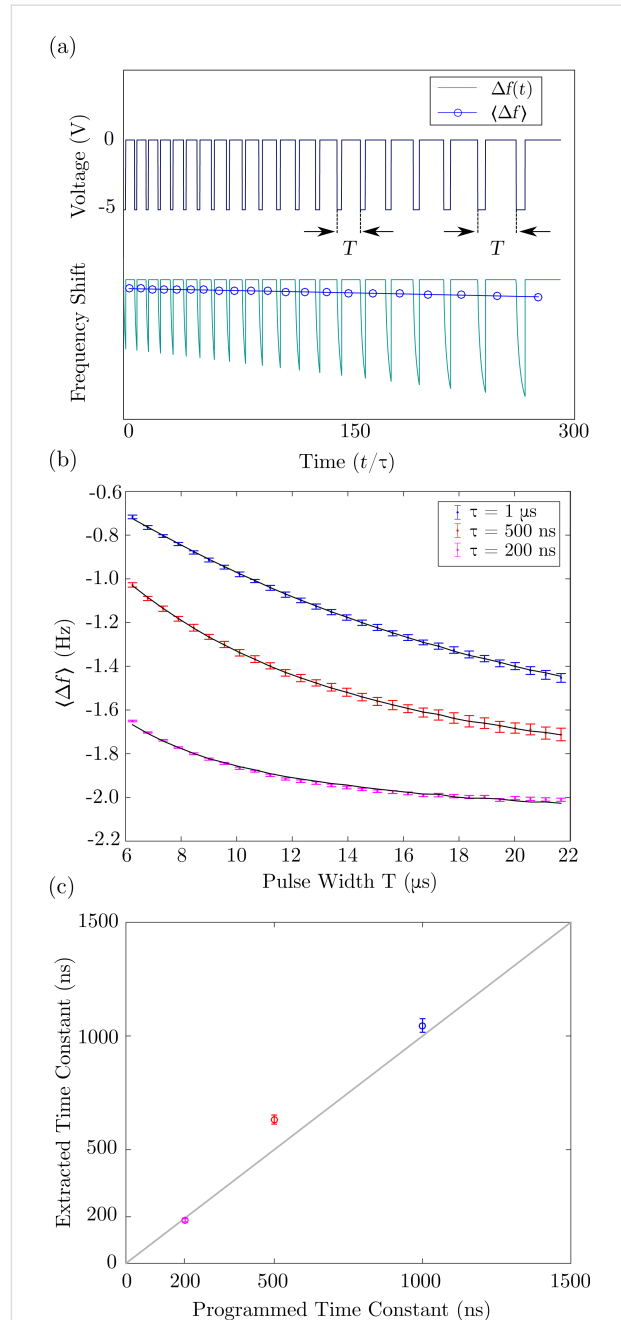 (a)
Δf(t)
⟨Δf⟩
Voltage (V)
0
-5
T
T
Frequency Shift
0
150
300
Time (t/τ)
(b)
-0.6
-0.8
-1.0
-1.2
-1.4
-1.6
-1.8
-2.0
-2.2
τ = 1 µs
τ = 500 ns
τ = 200 ns
⟨Δf⟩ (Hz)
6
8
10
12
14
16
18
20
22
Pulse Width T (µs)
(c)
1500
1000
500
200
0
Extracted Time Constant (ns)
0
200
500
1000
1500
Programmed Time Constant (ns)